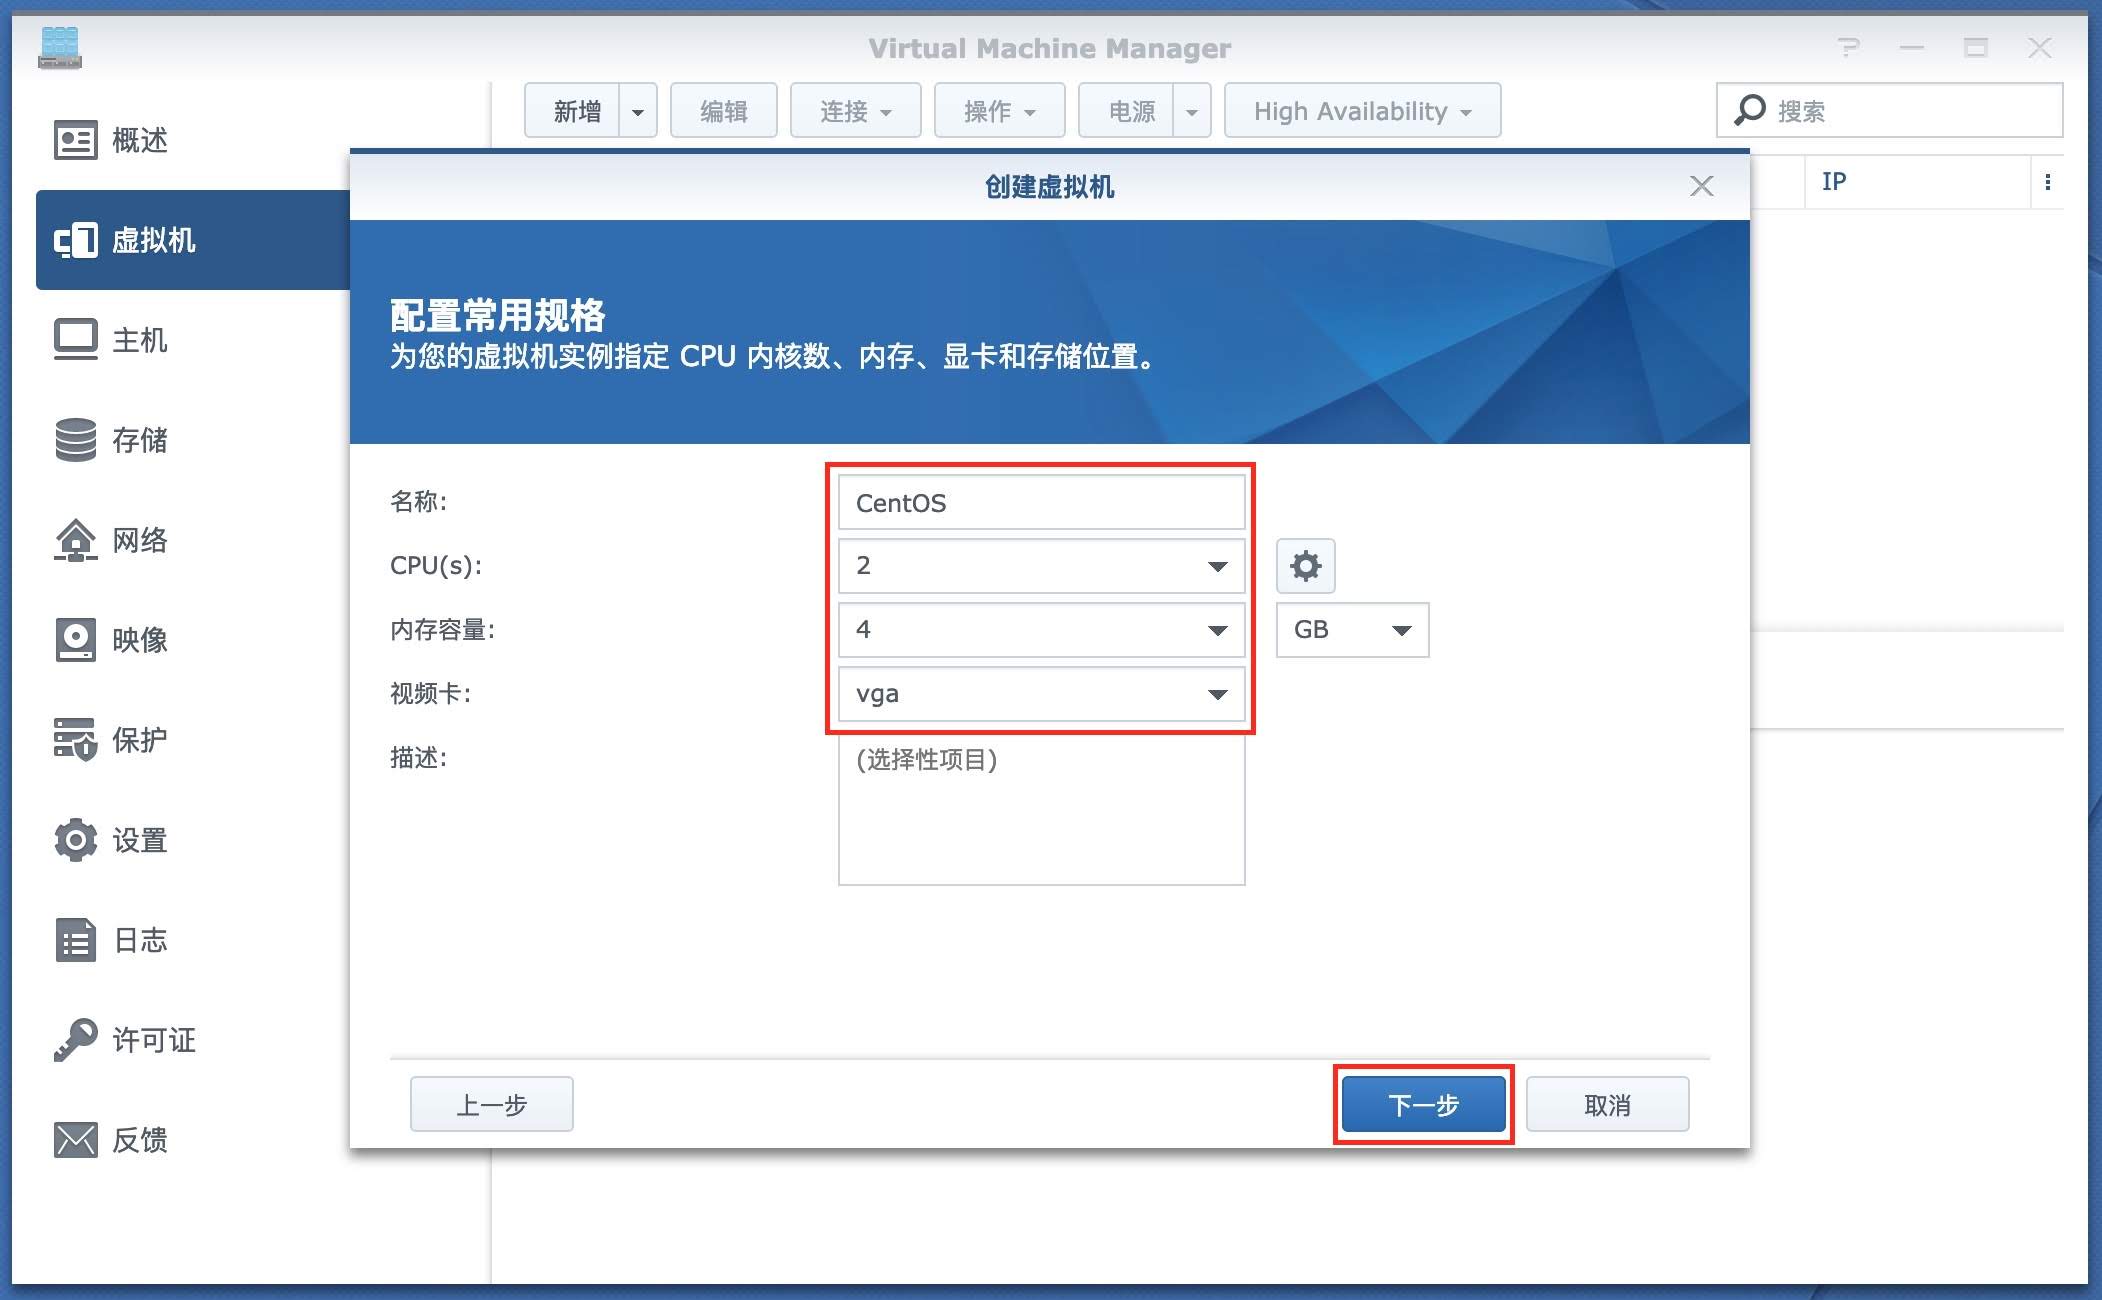 Virtual Machine Manager
新增 编辑 连接 操作 电源 High Availability 搜索
概述
虚拟机
主机
存储
网络
映像
保护
设置
日志
许可证
反馈
IP
创建虚拟机
配置常用规格
为您的虚拟机实例指定 CPU 内核数、内存、显卡和存储位置。
名称: CentOS
CPU(s): 2
内存容量: 4 GB
视频卡: vga
描述: (选择性项目)
上一步 下一步 取消